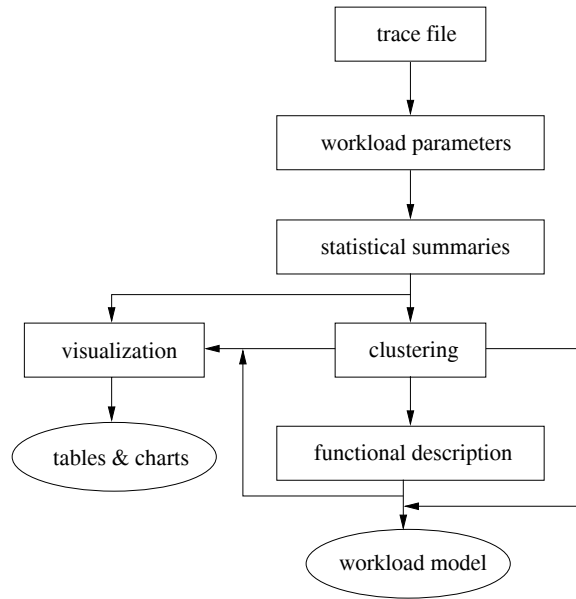 trace file
workload parameters
statistical summaries
visualization
clustering
tables & charts
functional description
workload model